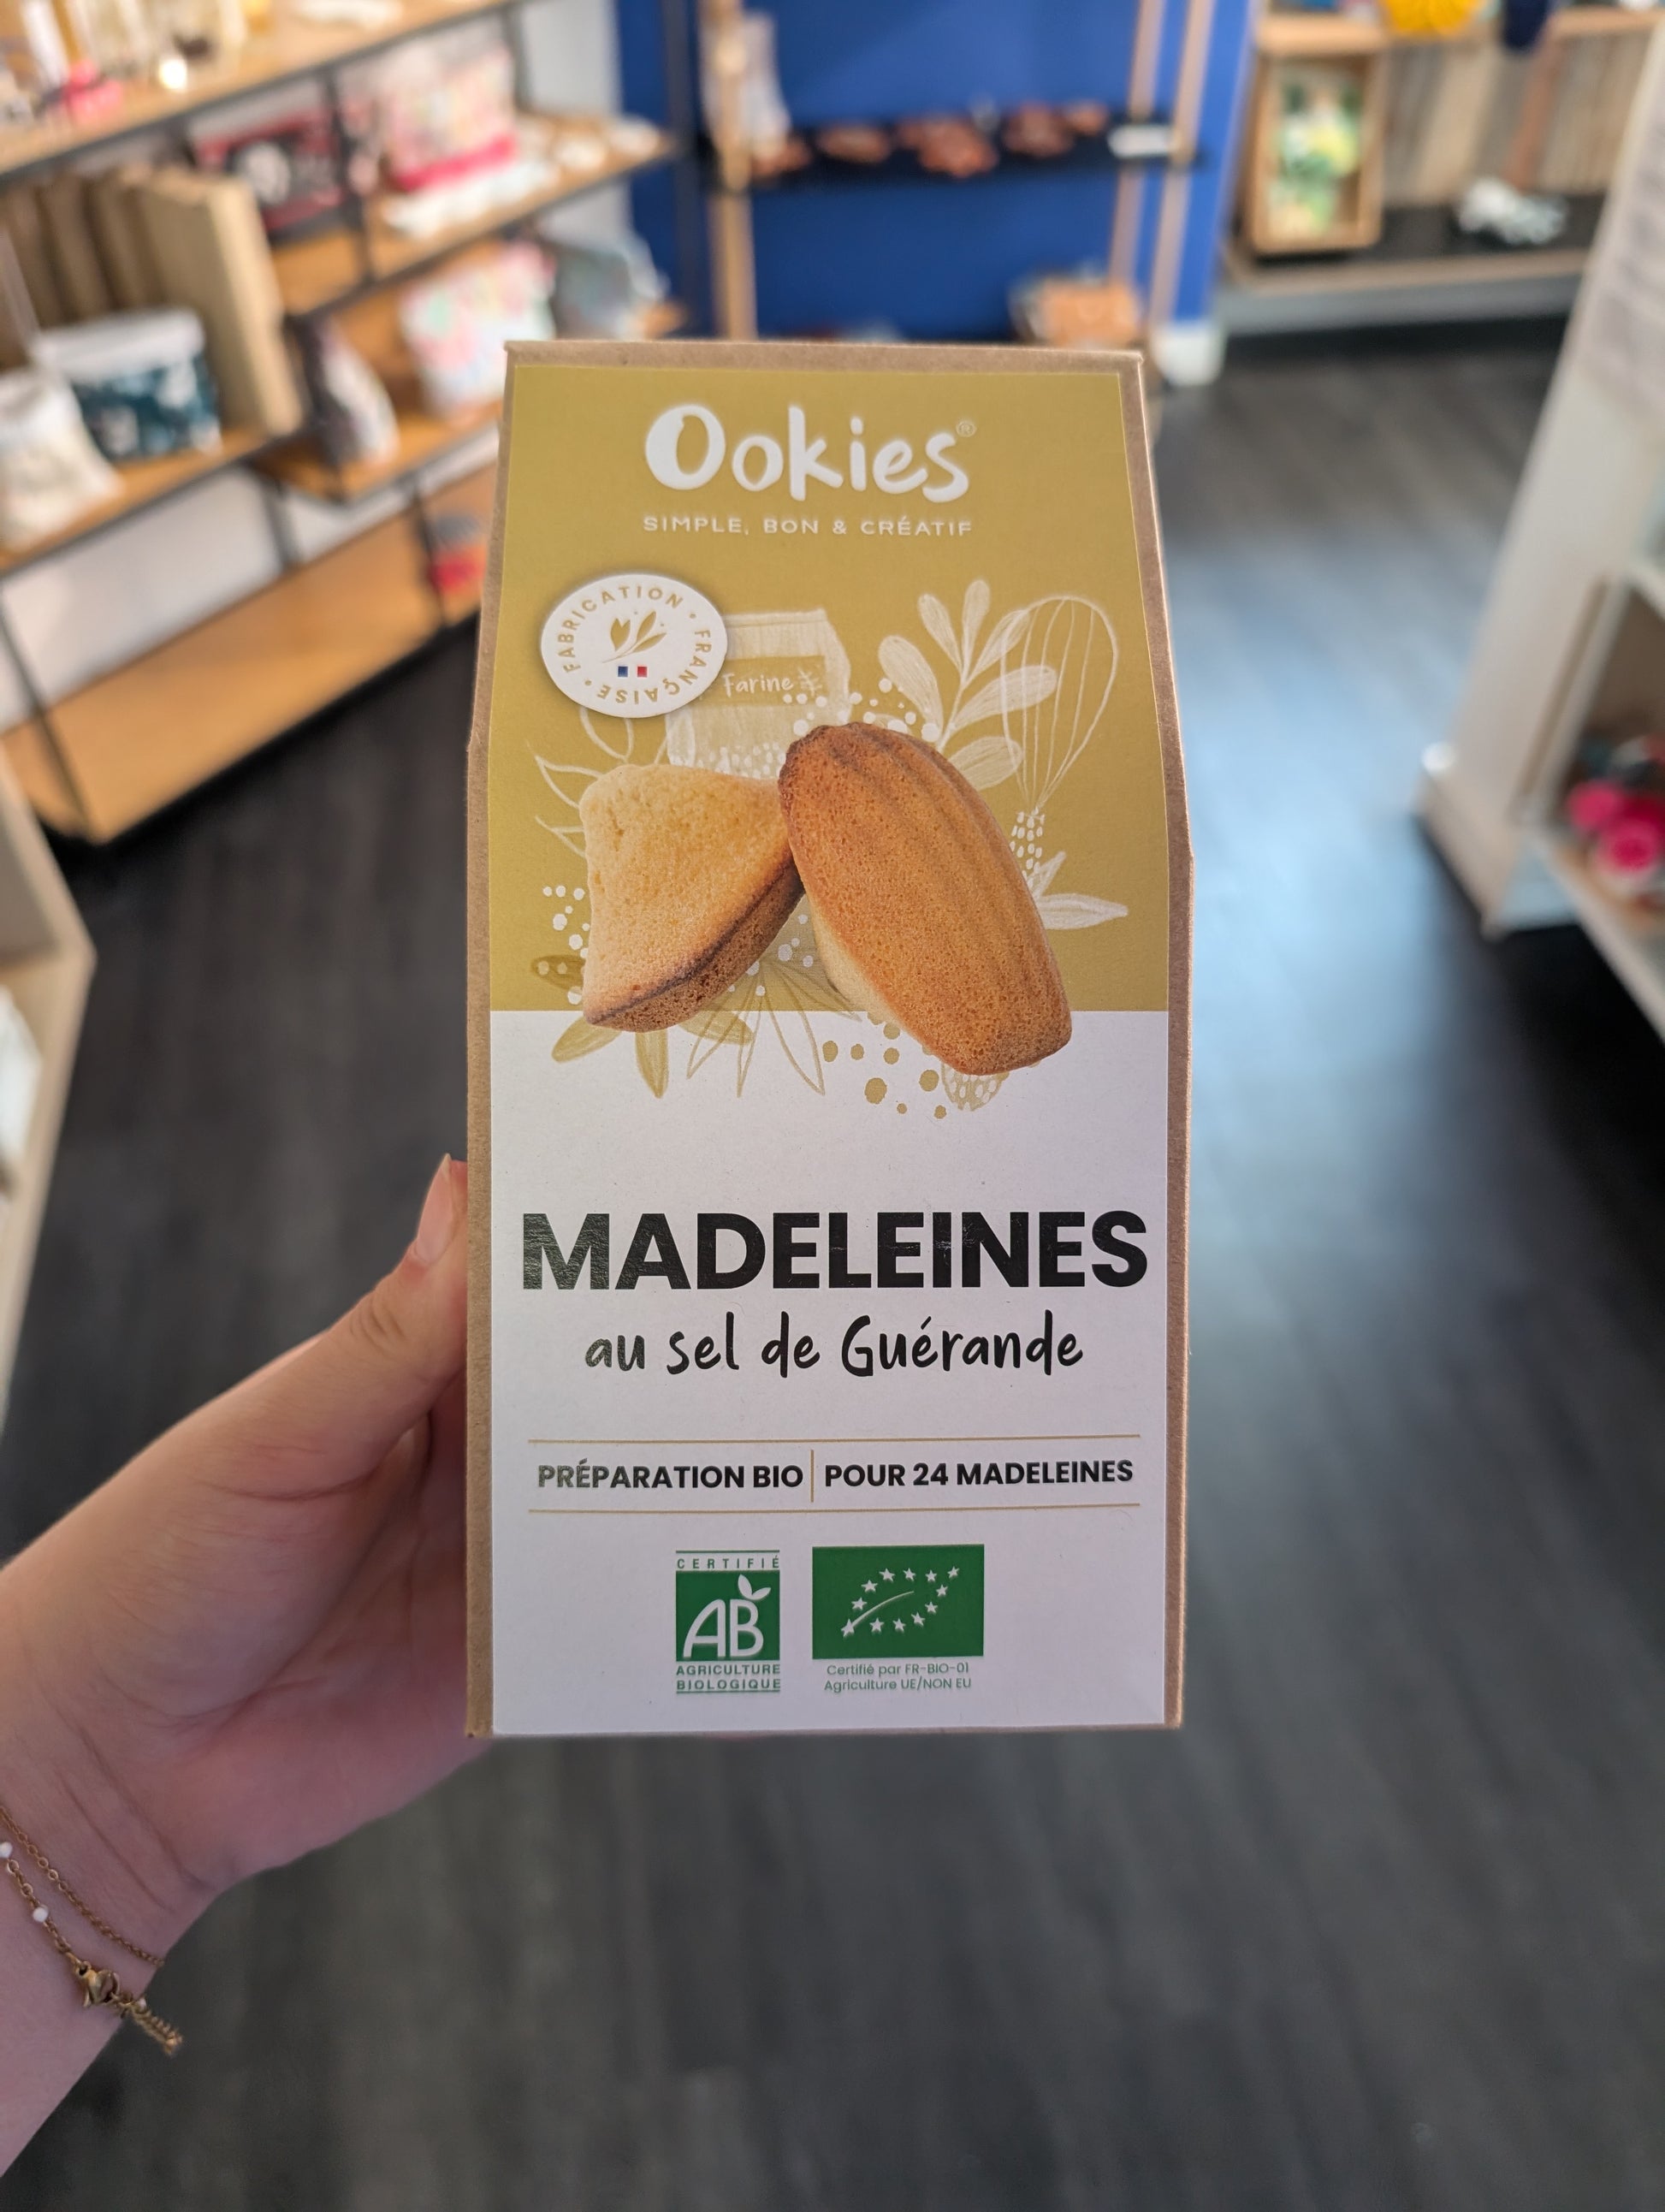 Ookies®
SIMPLE, BON & CRÉATIF
FABRICATION • FRANÇAISE •
Farine
MADELEINES
au sel de Guérande
PRÉPARATION BIO | POUR 24 MADELEINES
CERTIFIÉ
AB
AGRICULTURE
BIOLOGIQUE
Certifié par FR-BIO-01
Agriculture UE/NON EU